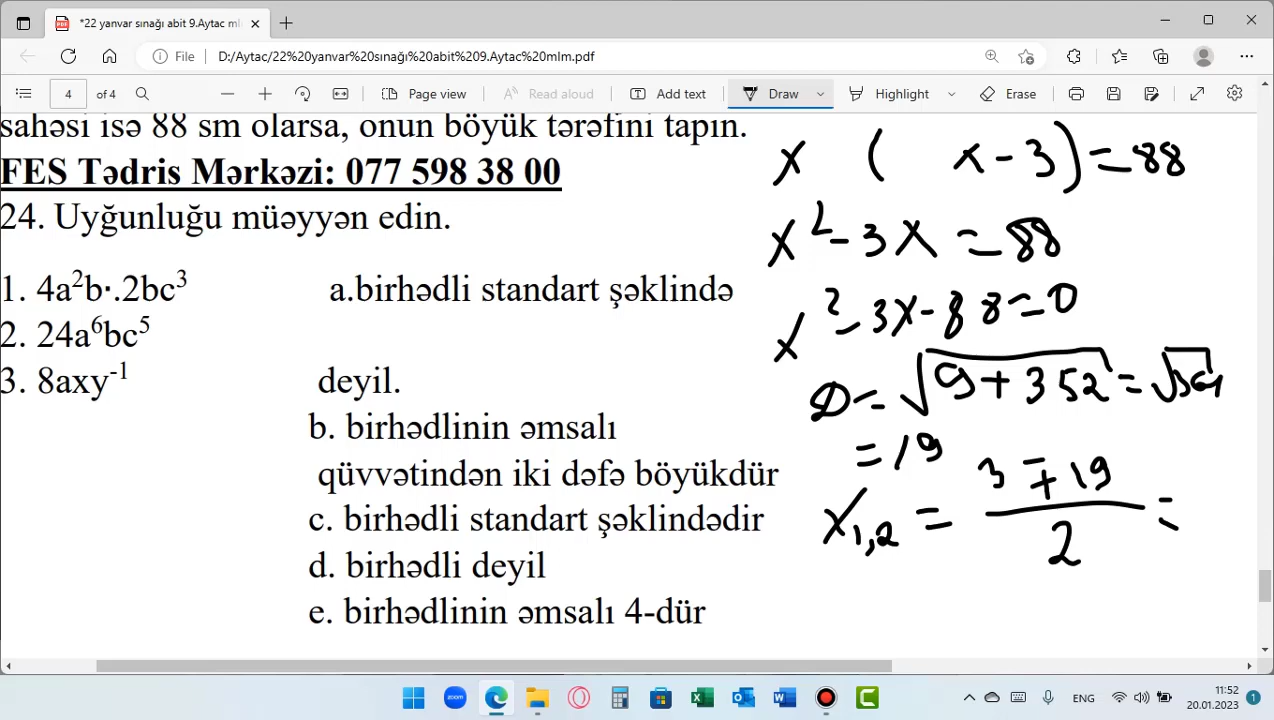 *22 yanvar sınağı abit 9.Aytac ml
File D:/Aytac/22%20yanvar%20sınağı%20abit%209.Aytac%20mlm.pdf
4 of 4 Page view Read aloud Add text Draw Highlight Erase
sahəsi isə 88 sm olarsa, onun böyük tərəfini tapın.
FES Tədris Mərkəzi: 077 598 38 00
24. Uyğunluğu müəyyən edin.
1. 4a²b·.2bc³ a.birhədli standart şəklində
2. 24a⁶bc⁵
3. 8axy⁻¹ deyil.
b. birhədlinin əmsalı
qüvvətindən iki dəfə böyükdür
c. birhədli standart şəklindədir
d. birhədli deyil
e. birhədlinin əmsalı 4-dür
x ( x-3)=88
x²-3x=88
x²-3x-88=0
D=√9+352=√361
=19
x1,2 = 3∓19/2 =
zoom
ENG
11:52
20.01.2023
1